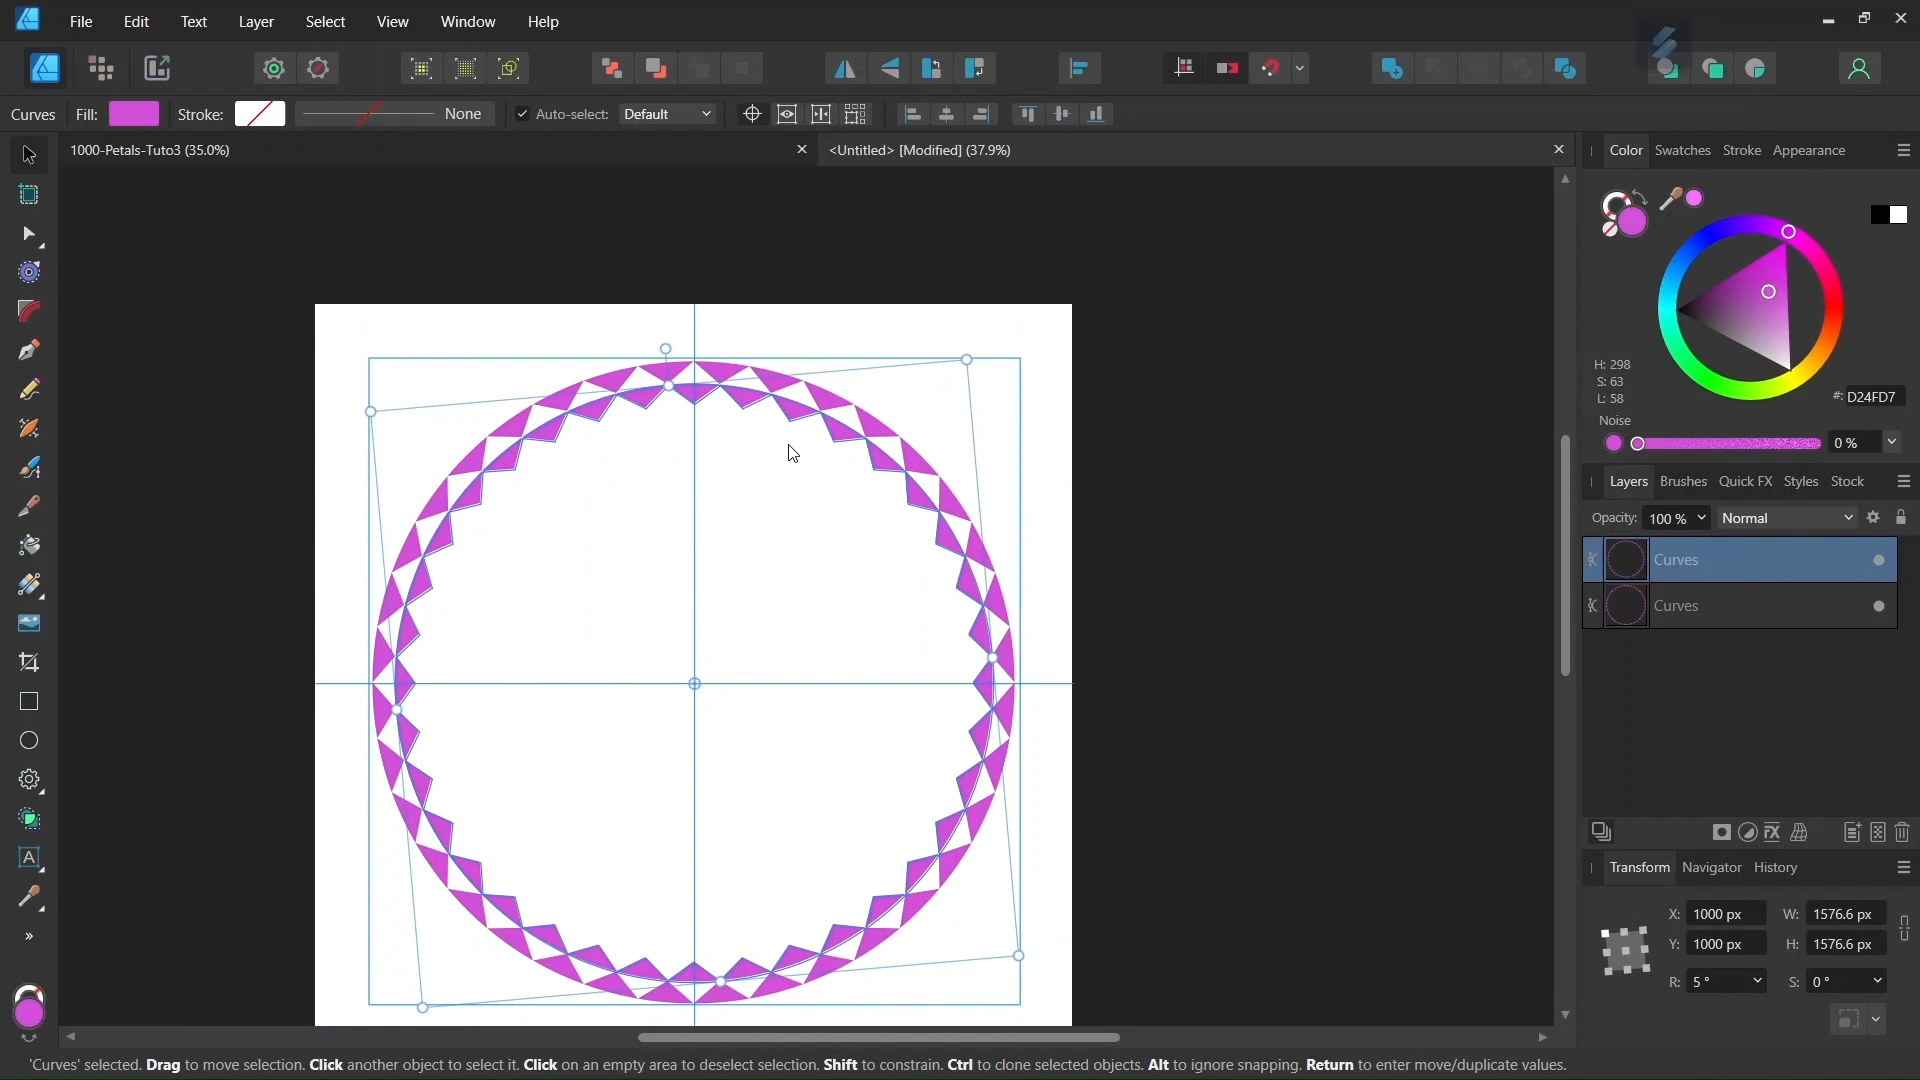 File Edit Text Layer Select View Window Help
Curves Fill: Stroke: None Auto-select: Default
1000-Petals-Tuto3 (35.0%) <Untitled> [Modified] (37.9%)
Color Swatches Stroke Appearance
H: 298
S: 63
L: 58
#: D24FD7
Noise
0 %
Layers Brushes Quick FX Styles Stock
Opacity: 100 % Normal
Curves
Curves
Transform Navigator History
X: 1000 px W: 1576.6 px
Y: 1000 px H: 1576.6 px
R: 5 ° S: 0 °
'Curves' selected. Drag to move selection. Click another object to select it. Click on an empty area to deselect selection. Shift to constrain. Ctrl to clone selected objects. Alt to ignore snapping. Return to enter move/duplicate values.